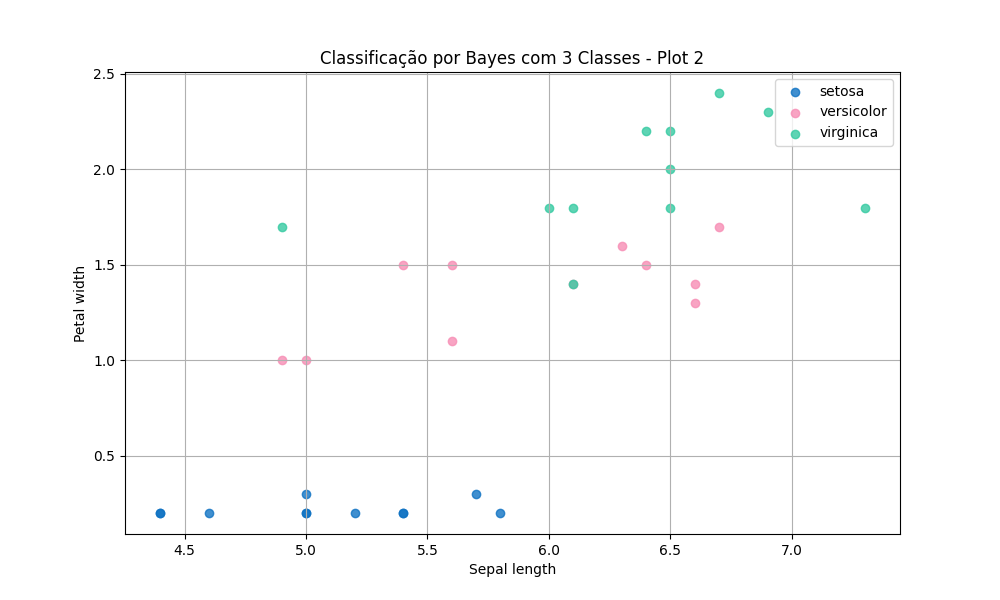 Classificação por Bayes com 3 Classes - Plot 2
setosa
versicolor
virginica
2.5
2.0
1.5
1.0
0.5
Petal width
4.5 5.0 5.5 6.0 6.5 7.0
Sepal length